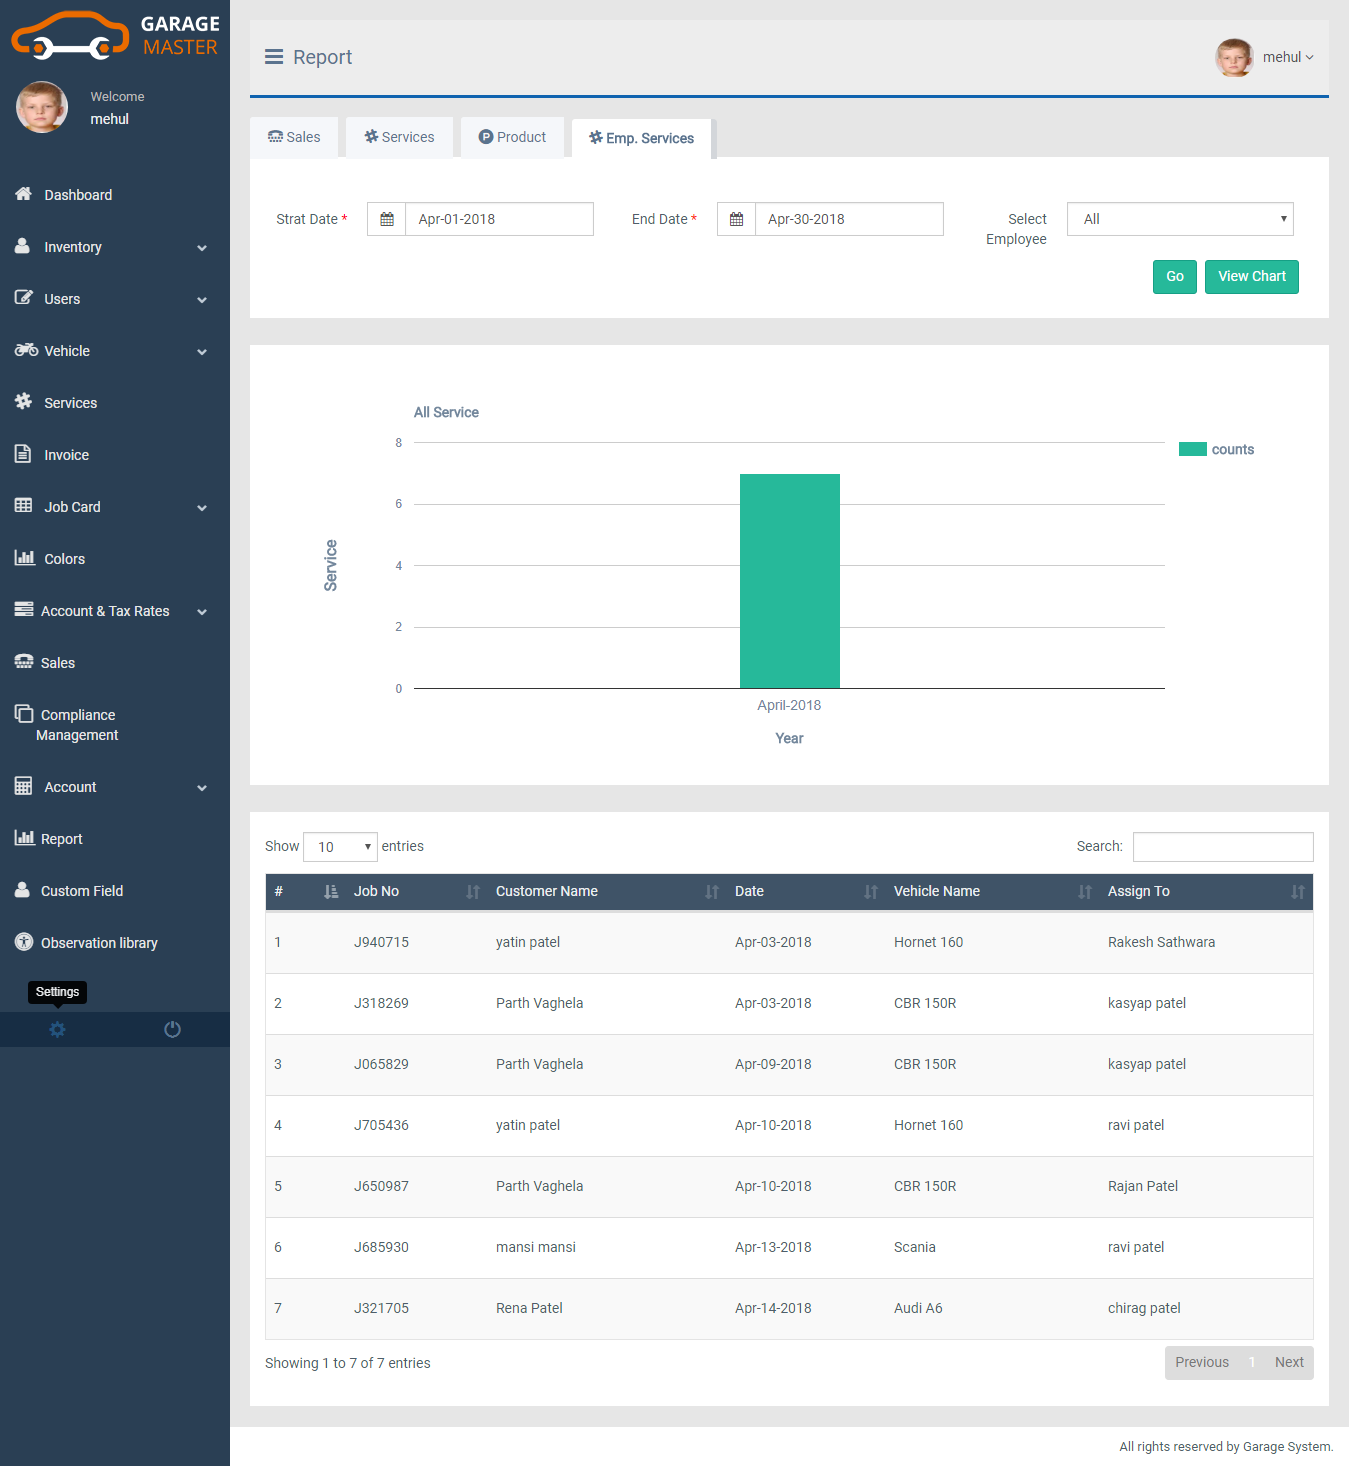 GARAGE
MASTER
Welcome
mehul
Dashboard
Inventory
Users
Vehicle
Services
Invoice
Job Card
Colors
Account & Tax Rates
Sales
Compliance
Management
Account
Report
Custom Field
Observation library
Settings
Report
mehul
Sales
Services
P Product
Emp. Services
Strat Date *
Apr-01-2018
End Date *
Apr-30-2018
Select
Employee
All
Go
View Chart
All Service
8
6
4
2
0
Service
April-2018
Year
counts
Show 10 entries
Search:
# Job No Customer Name Date Vehicle Name Assign To
1 J940715 yatin patel Apr-03-2018 Hornet 160 Rakesh Sathwara
2 J318269 Parth Vaghela Apr-03-2018 CBR 150R kasyap patel
3 J065829 Parth Vaghela Apr-09-2018 CBR 150R kasyap patel
4 J705436 yatin patel Apr-10-2018 Hornet 160 ravi patel
5 J650987 Parth Vaghela Apr-10-2018 CBR 150R Rajan Patel
6 J685930 mansi mansi Apr-13-2018 Scania ravi patel
7 J321705 Rena Patel Apr-14-2018 Audi A6 chirag patel
Showing 1 to 7 of 7 entries
Previous 1 Next
All rights reserved by Garage System.